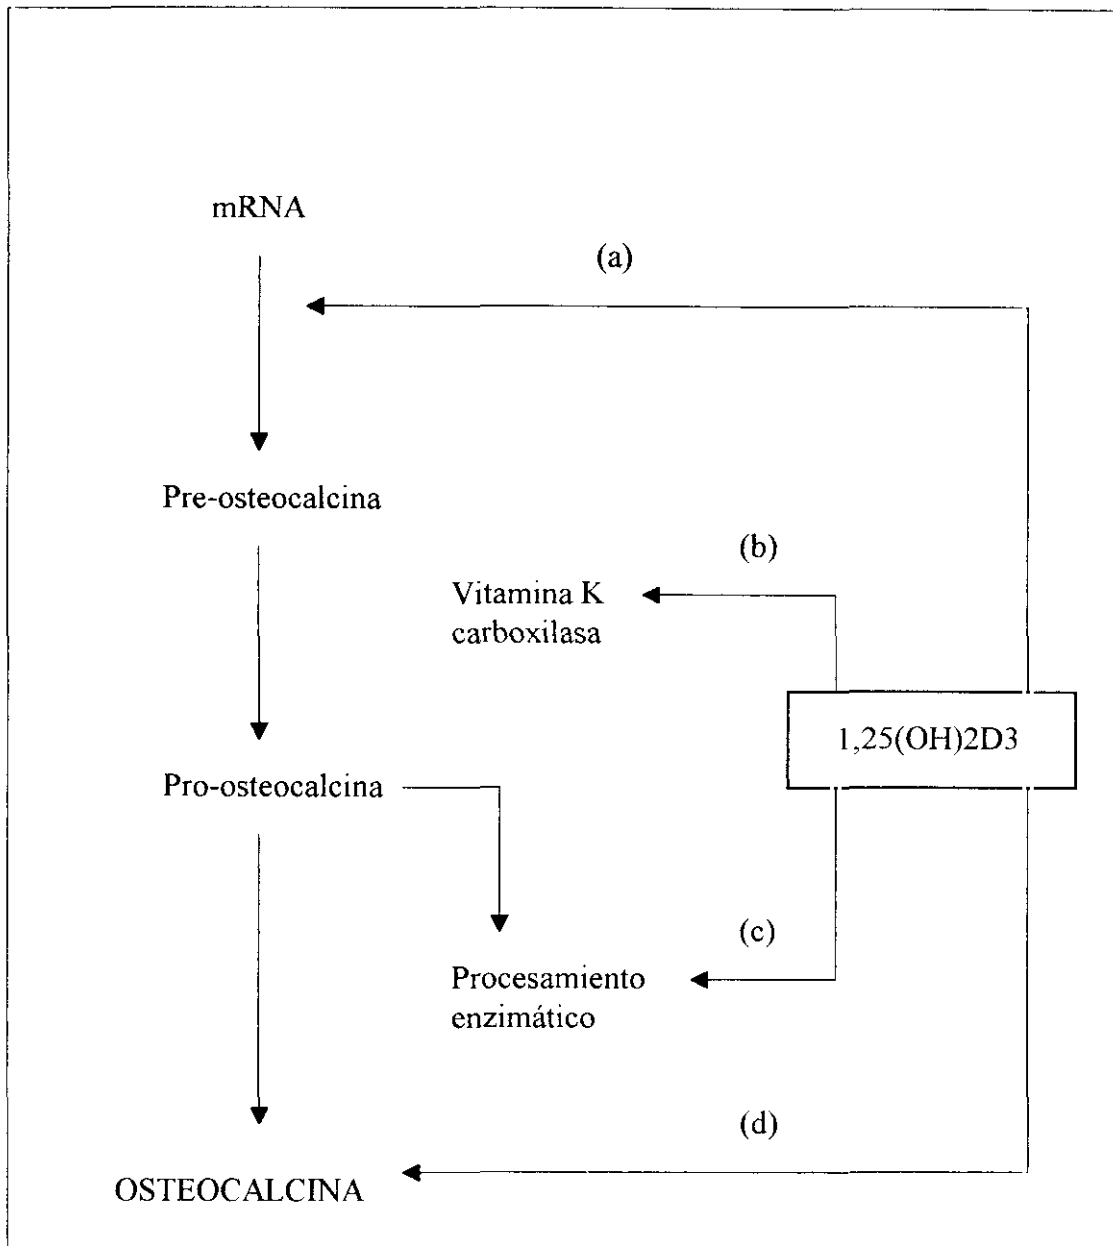 mRNA
(a)
Pre-osteocalcina
(b)
Vitamina K
carboxilasa
1,25(OH)2D3
Pro-osteocalcina
(c)
Procesamiento
enzimático
(d)
OSTEOCALCINA